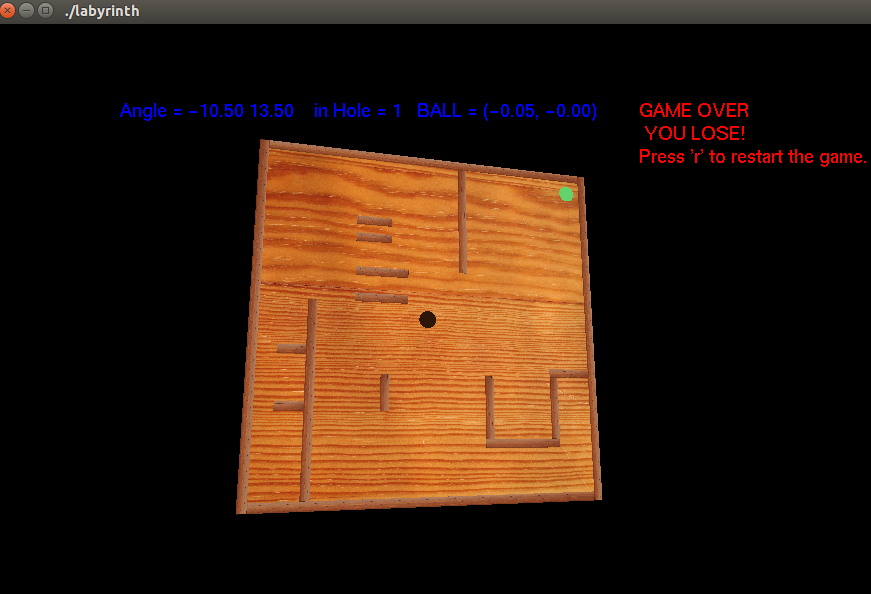 ./labyrinth
Angle = -10.50 13.50 in Hole = 1 BALL = (-0.05, -0.00)
GAME OVER
YOU LOSE!
Press 'r' to restart the game.